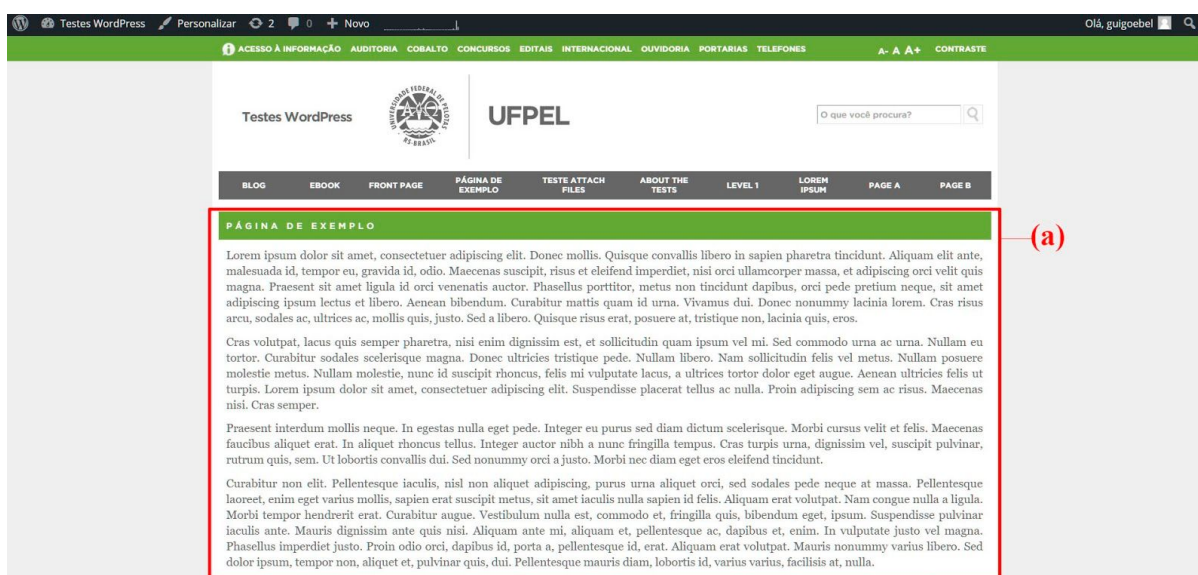 Testes WordPress Personalizar 2 0 Novo Olá, guigoebel
ACESSO À INFORMAÇÃO AUDITORIA COBALTO CONCURSOS EDITAIS INTERNACIONAL OUVIDORIA PORTARIAS TELEFONES A- A A+ CONTRASTE
Testes WordPress
UNIVERSIDADE FEDERAL DE PELOTAS
RS-BRASIL
UFPEL
O que você procura?
BLOG EBOOK FRONT PAGE PÁGINA DE EXEMPLO TESTE ATTACH FILES ABOUT THE TESTS LEVEL 1 LOREM IPSUM PAGE A PAGE B
PÁGINA DE EXEMPLO
(a)
Lorem ipsum dolor sit amet, consectetuer adipiscing elit. Donec mollis. Quisque convallis libero in sapien pharetra tincidunt. Aliquam elit ante,
malesuada id, tempor eu, gravida id, odio. Maecenas suscipit, risus et eleifend imperdiet, nisi orci ullamcorper massa, et adipiscing orci velit quis
magna. Praesent sit amet ligula id orci venenatis auctor. Phasellus porttitor, metus non tincidunt dapibus, orci pede pretium neque, sit amet
adipiscing ipsum lectus et libero. Aenean bibendum. Curabitur mattis quam id urna. Vivamus dui. Donec nonummy lacinia lorem. Cras risus
arcu, sodales ac, ultrices ac, mollis quis, justo. Sed a libero. Quisque risus erat, posuere at, tristique non, lacinia quis, eros.
Cras volutpat, lacus quis semper pharetra, nisi enim dignissim est, et sollicitudin quam ipsum vel mi. Sed commodo urna ac urna. Nullam eu
tortor. Curabitur sodales scelerisque magna. Donec ultricies tristique pede. Nullam libero. Nam sollicitudin felis vel metus. Nullam posuere
molestie metus. Nullam molestie, nunc id suscipit rhoncus, felis mi vulputate lacus, a ultrices tortor dolor eget augue. Aenean ultricies felis ut
turpis. Lorem ipsum dolor sit amet, consectetuer adipiscing elit. Suspendisse placerat tellus ac nulla. Proin adipiscing sem ac risus. Maecenas
nisi. Cras semper.
Praesent interdum mollis neque. In egestas nulla eget pede. Integer eu purus sed diam dictum scelerisque. Morbi cursus velit et felis. Maecenas
faucibus aliquet erat. In aliquet rhoncus tellus. Integer auctor nibh a nunc fringilla tempus. Cras turpis urna, dignissim vel, suscipit pulvinar,
rutrum quis, sem. Ut lobortis convallis dui. Sed nonummy orci a justo. Morbi nec diam eget eros eleifend tincidunt.
Curabitur non elit. Pellentesque iaculis, nisl non aliquet adipiscing, purus urna aliquet orci, sed sodales pede neque at massa. Pellentesque
laoreet, enim eget varius mollis, sapien erat suscipit metus, sit amet iaculis nulla sapien id felis. Aliquam erat volutpat. Nam congue nulla a ligula.
Morbi tempor hendrerit erat. Curabitur augue. Vestibulum nulla est, commodo et, fringilla quis, bibendum eget, ipsum. Suspendisse pulvinar
iaculis ante. Mauris dignissim ante quis nisi. Aliquam ante mi, aliquam et, pellentesque ac, dapibus et, enim. In vulputate justo vel magna.
Phasellus imperdiet justo. Proin odio orci, dapibus id, porta a, pellentesque id, erat. Aliquam erat volutpat. Mauris nonummy varius libero. Sed
dolor ipsum, tempor non, aliquet et, pulvinar quis, dui. Pellentesque mauris diam, lobortis id, varius varius, facilisis at, nulla.